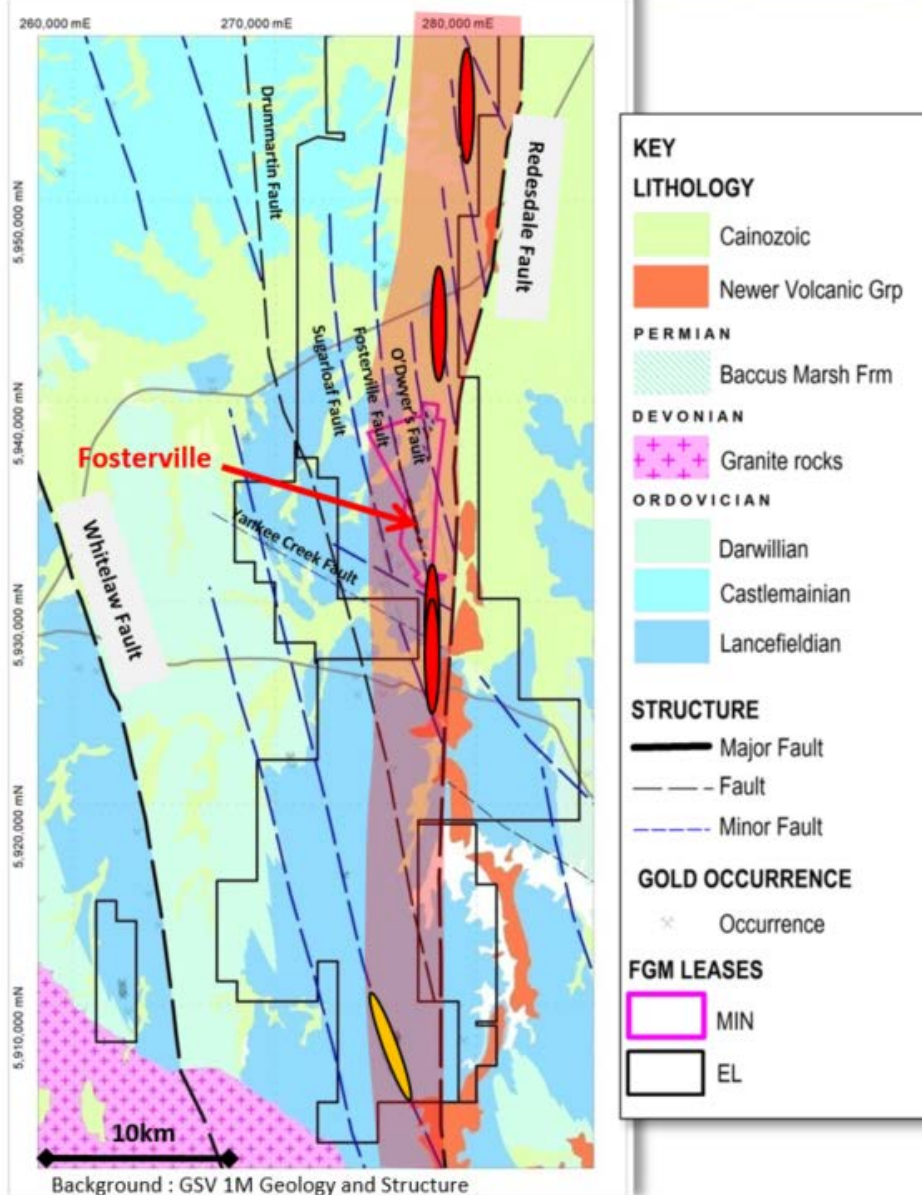 260,000 mE
270,000 mE
280,000 mE
5,950,000 mN
5,940,000 mN
5,930,000 mN
5,920,000 mN
5,910,000 mN
Drummartin Fault
Redesdale Fault
Sugarloaf Fault
Fosterville Fault
O'Dwyer's Fault
Fosterville
Yankee Creek Fault
Whitelaw Fault
10km
Background : GSV 1M Geology and Structure
KEY
LITHOLOGY
Cainozoic
Newer Volcanic Grp
PERMIAN
Baccus Marsh Frm
DEVONIAN
Granite rocks
ORDOVICIAN
Darwillian
Castlemainian
Lancefieldian
STRUCTURE
Major Fault
Fault
Minor Fault
GOLD OCCURRENCE
Occurrence
FGM LEASES
MIN
EL